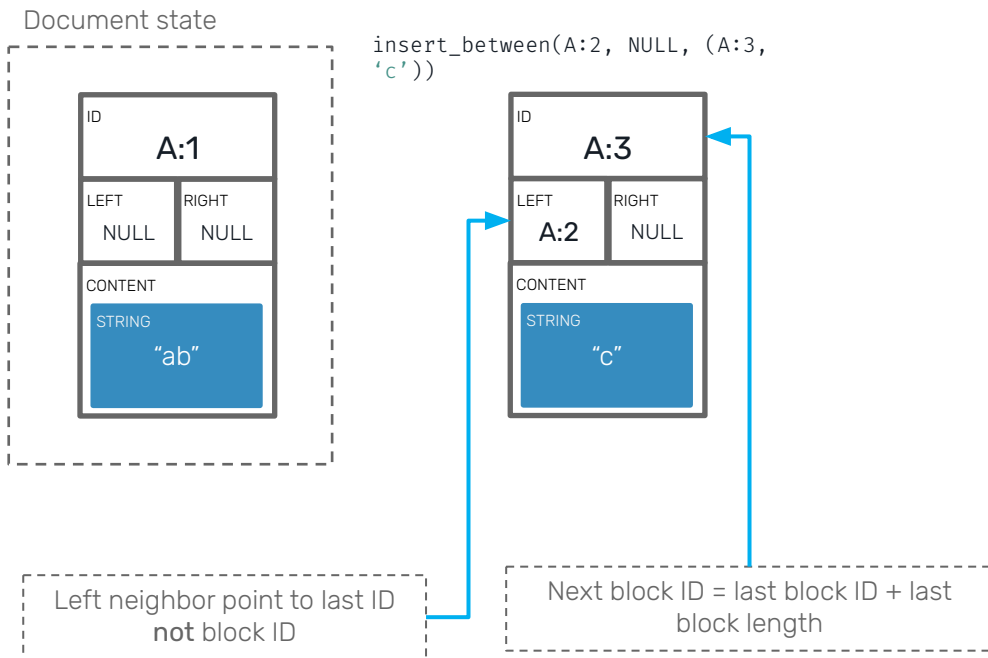 Document state
insert_between(A:2, NULL, (A:3,
‘c’))
ID
A:1
LEFT
NULL
RIGHT
NULL
CONTENT
STRING
“ab”
ID
A:3
LEFT
A:2
RIGHT
NULL
CONTENT
STRING
“c”
Left neighbor point to last ID
not block ID
Next block ID = last block ID + last
block length